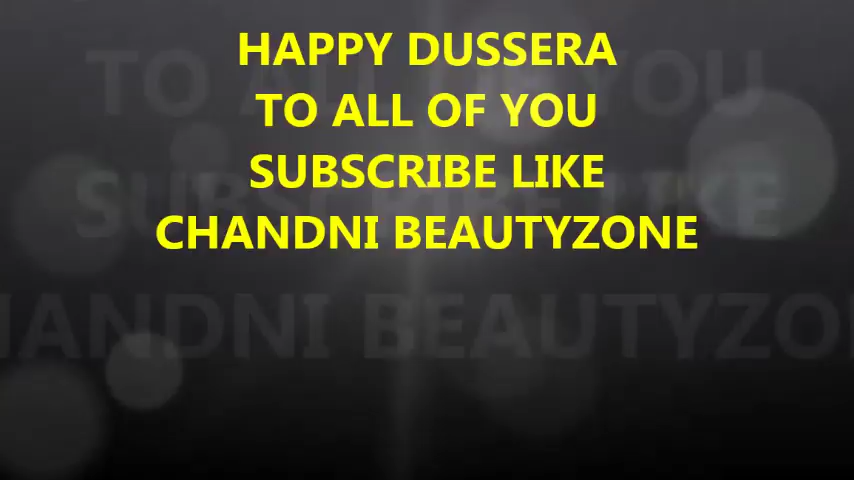 HAPPY DUSSERA
TO ALL OF YOU
SUBSCRIBE LIKE
CHANDNI BEAUTYZONE